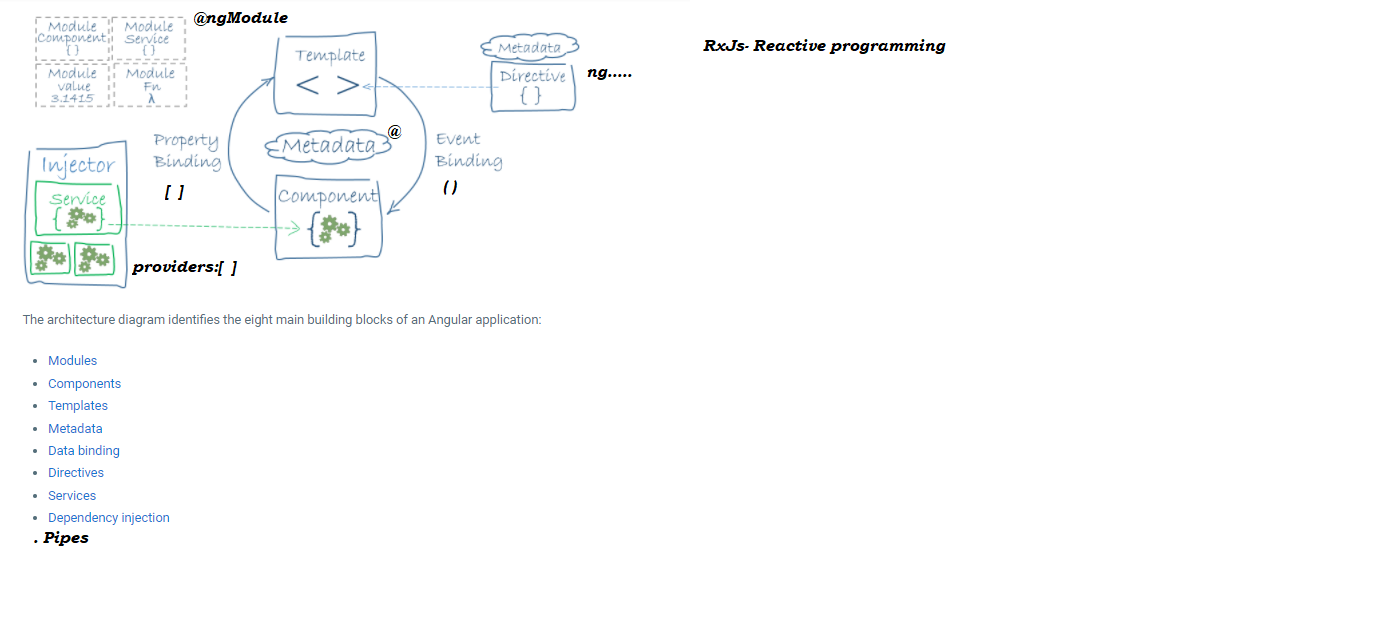 @ngModule
Module Component { }
Module Service { }
Module value 3.1415
Module Fn λ
Template
< >
Metadata
Directive
{ }
ng.....
RxJs- Reactive programming
Property
Binding
[ ]
Metadata
@
Event
Binding
( )
Injector
Service
{ }
Component
{ }
providers:[ ]
The architecture diagram identifies the eight main building blocks of an Angular application:
• Modules
• Components
• Templates
• Metadata
• Data binding
• Directives
• Services
• Dependency injection
. Pipes